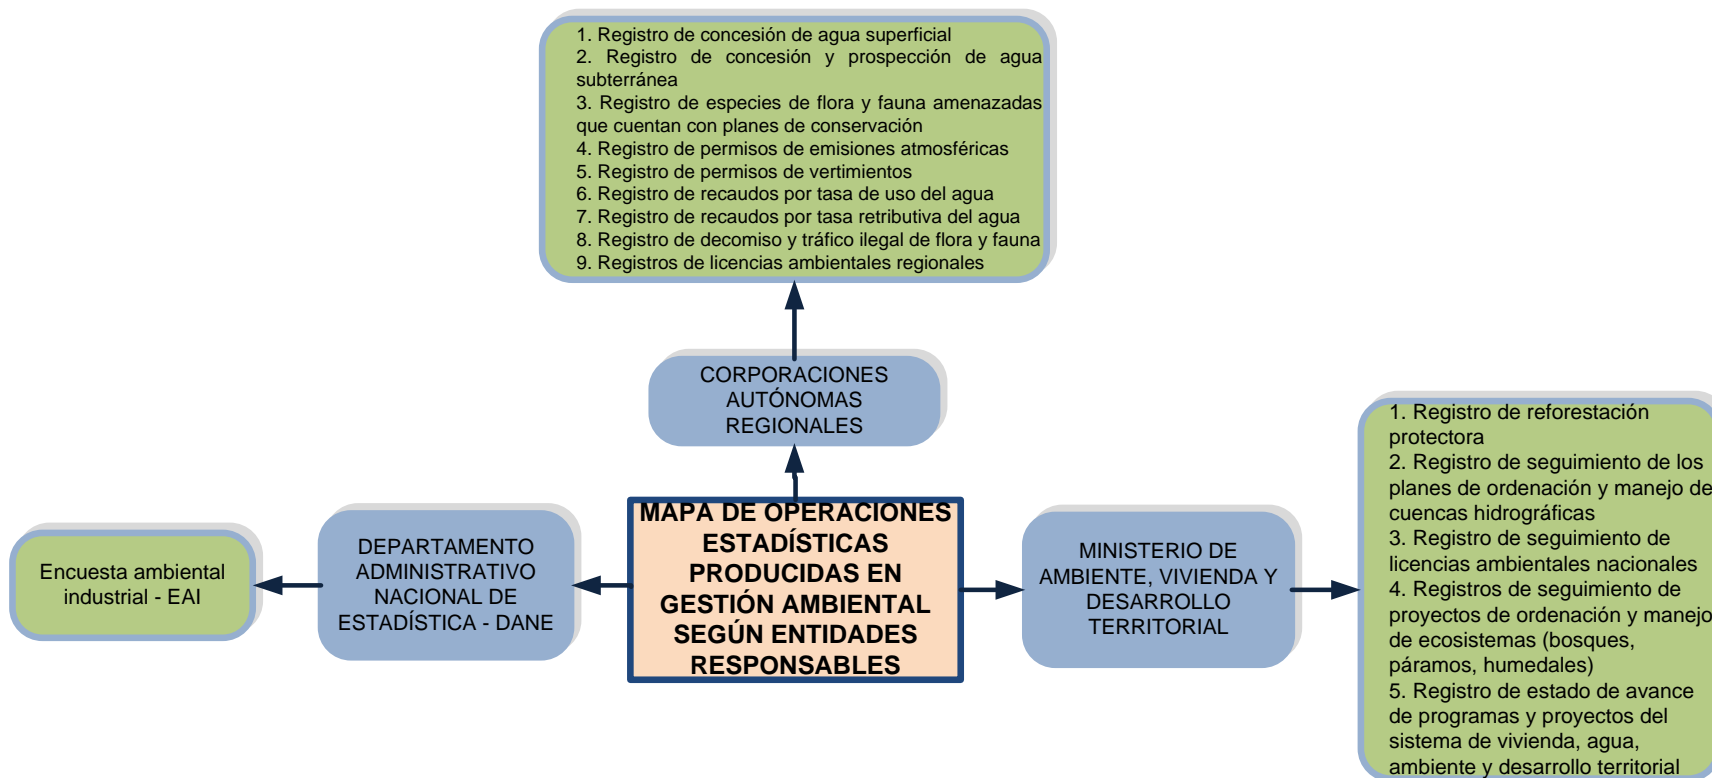 1. Registro de concesión de agua superficial
2. Registro de concesión y prospección de agua
subterránea
3. Registro de especies de flora y fauna amenazadas
que cuentan con planes de conservación
4. Registro de permisos de emisiones atmosféricas
5. Registro de permisos de vertimientos
6. Registro de recaudos por tasa de uso del agua
7. Registro de recaudos por tasa retributiva del agua
8. Registro de decomiso y tráfico ilegal de flora y fauna
9. Registros de licencias ambientales regionales
CORPORACIONES
AUTÓNOMAS
REGIONALES
Encuesta ambiental
industrial - EAI
DEPARTAMENTO
ADMINISTRATIVO
NACIONAL DE
ESTADÍSTICA - DANE
MAPA DE OPERACIONES
ESTADÍSTICAS
PRODUCIDAS EN
GESTIÓN AMBIENTAL
SEGÚN ENTIDADES
RESPONSABLES
MINISTERIO DE
AMBIENTE, VIVIENDA Y
DESARROLLO
TERRITORIAL
1. Registro de reforestación
protectora
2. Registro de seguimiento de los
planes de ordenación y manejo de
cuencas hidrográficas
3. Registro de seguimiento de
licencias ambientales nacionales
4. Registros de seguimiento de
proyectos de ordenación y manejo
de ecosistemas (bosques,
páramos, humedales)
5. Registro de estado de avance
de programas y proyectos del
sistema de vivienda, agua,
ambiente y desarrollo territorial